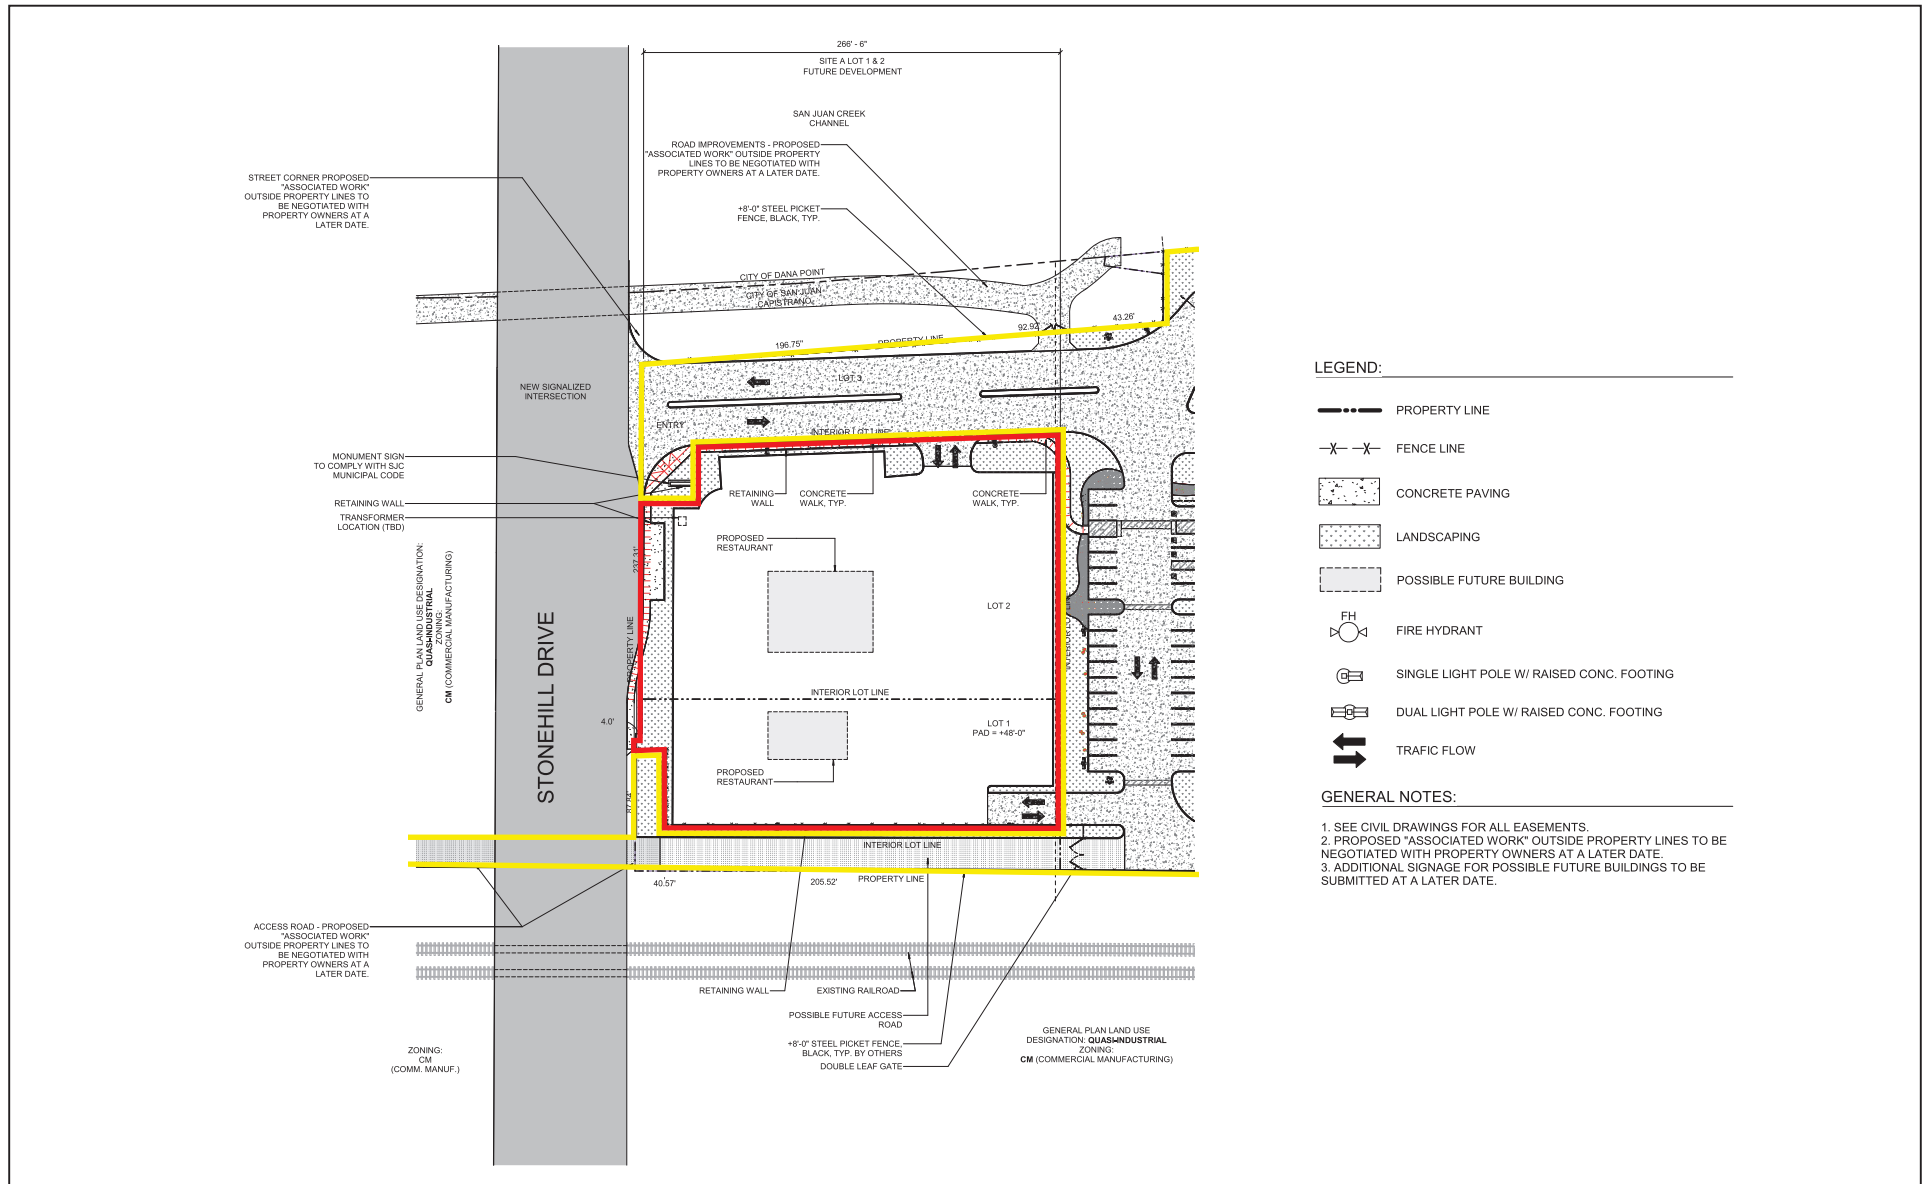 266' - 6"
SITE A LOT 1 & 2
FUTURE DEVELOPMENT
SAN JUAN CREEK
CHANNEL
ROAD IMPROVEMENTS - PROPOSED
"ASSOCIATED WORK" OUTSIDE PROPERTY
LINES TO BE NEGOTIATED WITH
PROPERTY OWNERS AT A LATER DATE.
STREET CORNER PROPOSED
"ASSOCIATED WORK"
OUTSIDE PROPERTY LINES TO
BE NEGOTIATED WITH
PROPERTY OWNERS AT A
LATER DATE.
+8'-0" STEEL PICKET
FENCE, BLACK, TYP.
CITY OF DANA POINT
CITY OF SAN JUAN
CAPISTRANO
92.92'
43.26'
196.75"
PROPERTY LINE
LOT 3
NEW SIGNALIZED
INTERSECTION
ENTRY
INTERIOR LOT LINE
MONUMENT SIGN
TO COMPLY WITH SJC
MUNICIPAL CODE
RETAINING WALL
TRANSFORMER
LOCATION (TBD)
RETAINING
WALL
CONCRETE
WALK, TYP.
CONCRETE
WALK, TYP.
PROPOSED
RESTAURANT
237.31'
GENERAL PLAN LAND USE DESIGNATION:
QUASI-INDUSTRIAL
ZONING:
CM (COMMERCIAL MANUFACTURING)
STONEHILL DRIVE
PROPERTY LINE
LOT 2
INTERIOR LOT LINE
4.0'
LOT 1
PAD = +48'-0"
PROPOSED
RESTAURANT
INTERIOR LOT LINE
PROPERTY LINE
40.57'
205.52'
ACCESS ROAD - PROPOSED
"ASSOCIATED WORK"
OUTSIDE PROPERTY LINES TO
BE NEGOTIATED WITH
PROPERTY OWNERS AT A
LATER DATE.
RETAINING WALL
EXISTING RAILROAD
POSSIBLE FUTURE ACCESS
ROAD
+8'-0" STEEL PICKET FENCE,
BLACK, TYP. BY OTHERS
DOUBLE LEAF GATE
GENERAL PLAN LAND USE
DESIGNATION: QUASI-INDUSTRIAL
ZONING:
CM (COMMERCIAL MANUFACTURING)
ZONING:
CM
(COMM. MANUF.)
LEGEND:
PROPERTY LINE
FENCE LINE
CONCRETE PAVING
LANDSCAPING
POSSIBLE FUTURE BUILDING
FH
FIRE HYDRANT
SINGLE LIGHT POLE W/ RAISED CONC. FOOTING
DUAL LIGHT POLE W/ RAISED CONC. FOOTING
TRAFIC FLOW
GENERAL NOTES:
1. SEE CIVIL DRAWINGS FOR ALL EASEMENTS.
2. PROPOSED "ASSOCIATED WORK" OUTSIDE PROPERTY LINES TO BE
NEGOTIATED WITH PROPERTY OWNERS AT A LATER DATE.
3. ADDITIONAL SIGNAGE FOR POSSIBLE FUTURE BUILDINGS TO BE
SUBMITTED AT A LATER DATE.